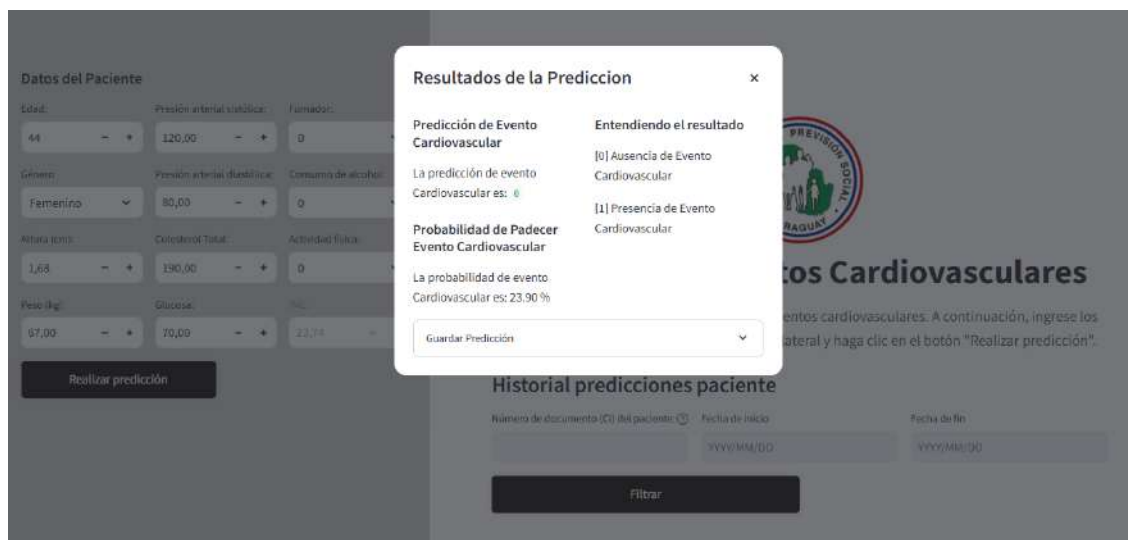 Datos del Paciente
Edad:
Presión arterial sistólica:
Fumador:
44 - +
120,00 - +
0
Género:
Presión arterial diastólica:
Consumo de alcohol:
Femenino
80,00 - +
0
Colesterol Total:
Actividad física:
1,68 - +
190,00 - +
0
Peso (kg):
Glucosa:
67,00 - +
70,00 - +
Realizar predicción
Resultados de la Prediccion ×
Predicción de Evento
Cardiovascular
La predicción de evento
Cardiovascular es: 0
Probabilidad de Padecer
Evento Cardiovascular
La probabilidad de evento
Cardiovascular es: 23.90 %
Entendiendo el resultado
[0] Ausencia de Evento
Cardiovascular
[1] Presencia de Evento
Cardiovascular
Guardar Predicción
PREVISIÓN SOCIAL
tos Cardiovasculares
entos cardiovasculares. A continuación, ingrese los
ateral y haga clic en el botón "Realizar predicción".
Historial predicciones paciente
Número de documento (CI) del paciente:
Fecha de inicio
Fecha de fin
YYYY/MM/DD
YYYY/MM/DD
Filtrar